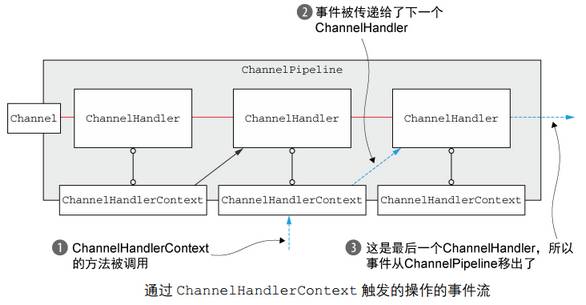 2 事件被传递给了下一个
ChannelHandler
ChannelPipeline
Channel
ChannelHandler
ChannelHandler
ChannelHandler
ChannelHandlerContext
ChannelHandlerContext
ChannelHandlerContext
1 ChannelHandlerContext
的方法被调用
3 这是最后一个ChannelHandler，所以
事件从ChannelPipeline移出了
通过 ChannelHandlerContext 触发的操作的事件流